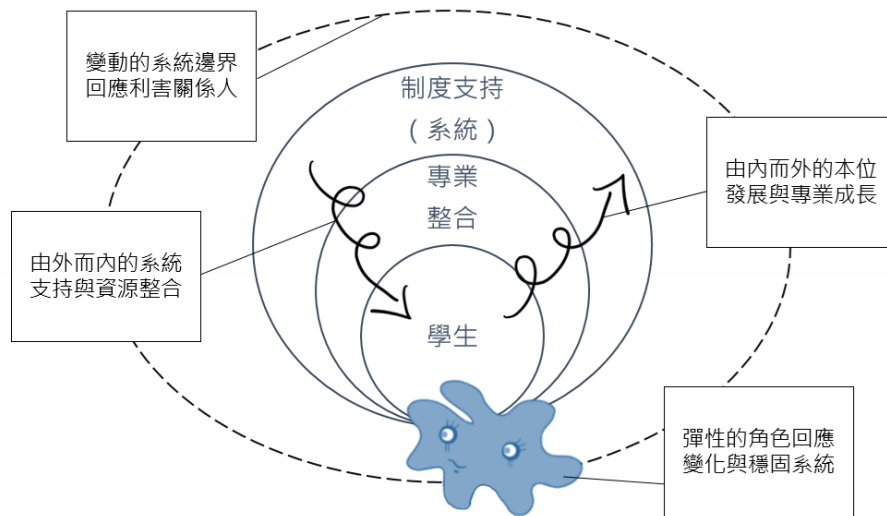 變動的系統邊界
回應利害關係人
制度支持
（系統）
專業
整合
由內而外的本位
發展與專業成長
由外而內的系統
支持與資源整合
學生
彈性的角色回應
變化與穩固系統